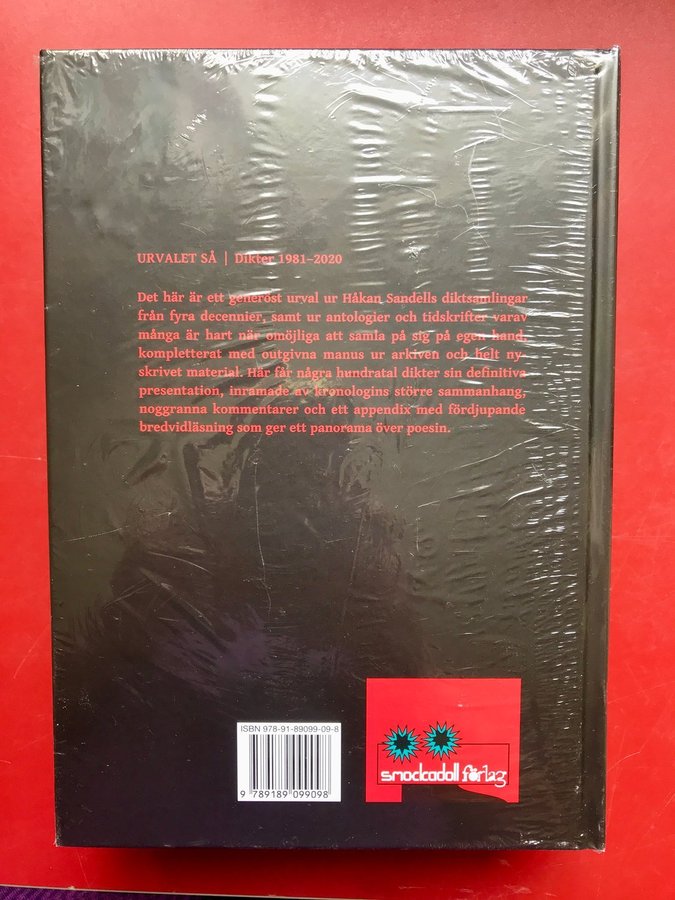 URVALET SÅ | Dikter 1981–2020
Det här är ett generöst urval ur Håkan Sandells diktsamlingar
från fyra decennier, samt ur antologier och tidskrifter varav
många är hart när omöjliga att samla på sig på egen hand,
kompletterat med outgivna manus ur arkiven och helt ny-
skrivet material. Här får några hundratal dikter sin definitiva
presentation, inramade av kronologins större sammanhang,
noggranna kommentarer och ett appendix med fördjupande
bredvidläsning som ger ett panorama över poesin.
ISBN 978-91-89099-09-8
9 789189 099098
smockadoll förlag